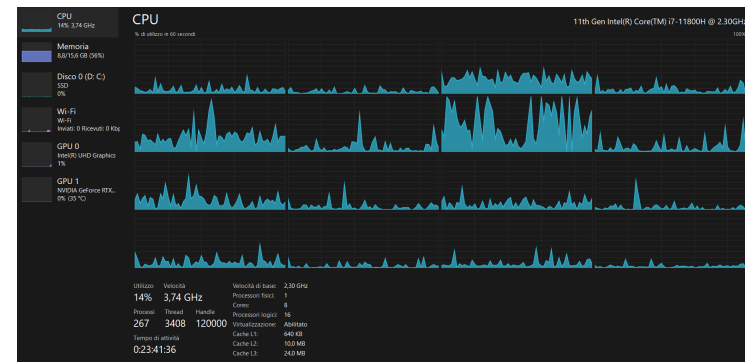 CPU
14% 3,74 GHz
Memoria
8,8/15,6 GB (56%)
Disco 0 (D: C:)
SSD
0%
Wi-Fi
Wi-Fi
Inviati: 0 Ricevuti: 0 Kbp
GPU 0
Intel(R) UHD Graphics
1%
GPU 1
NVIDIA GeForce RTX...
0% (35 °C)
CPU
11th Gen Intel(R) Core(TM) i7-11800H @ 2.30GHz
% di utilizzo in 60 secondi
100%
Utilizzo
Velocità
14%
3,74 GHz
Processi
Thread
Handle
267
3408
120000
Tempo di attività
0:23:41:36
Velocità di base: 2,30 GHz
Processori fisici: 1
Cores: 8
Processori logici: 16
Virtualizzazione: Abilitato
Cache L1: 640 KB
Cache L2: 10,0 MB
Cache L3: 24,0 MB